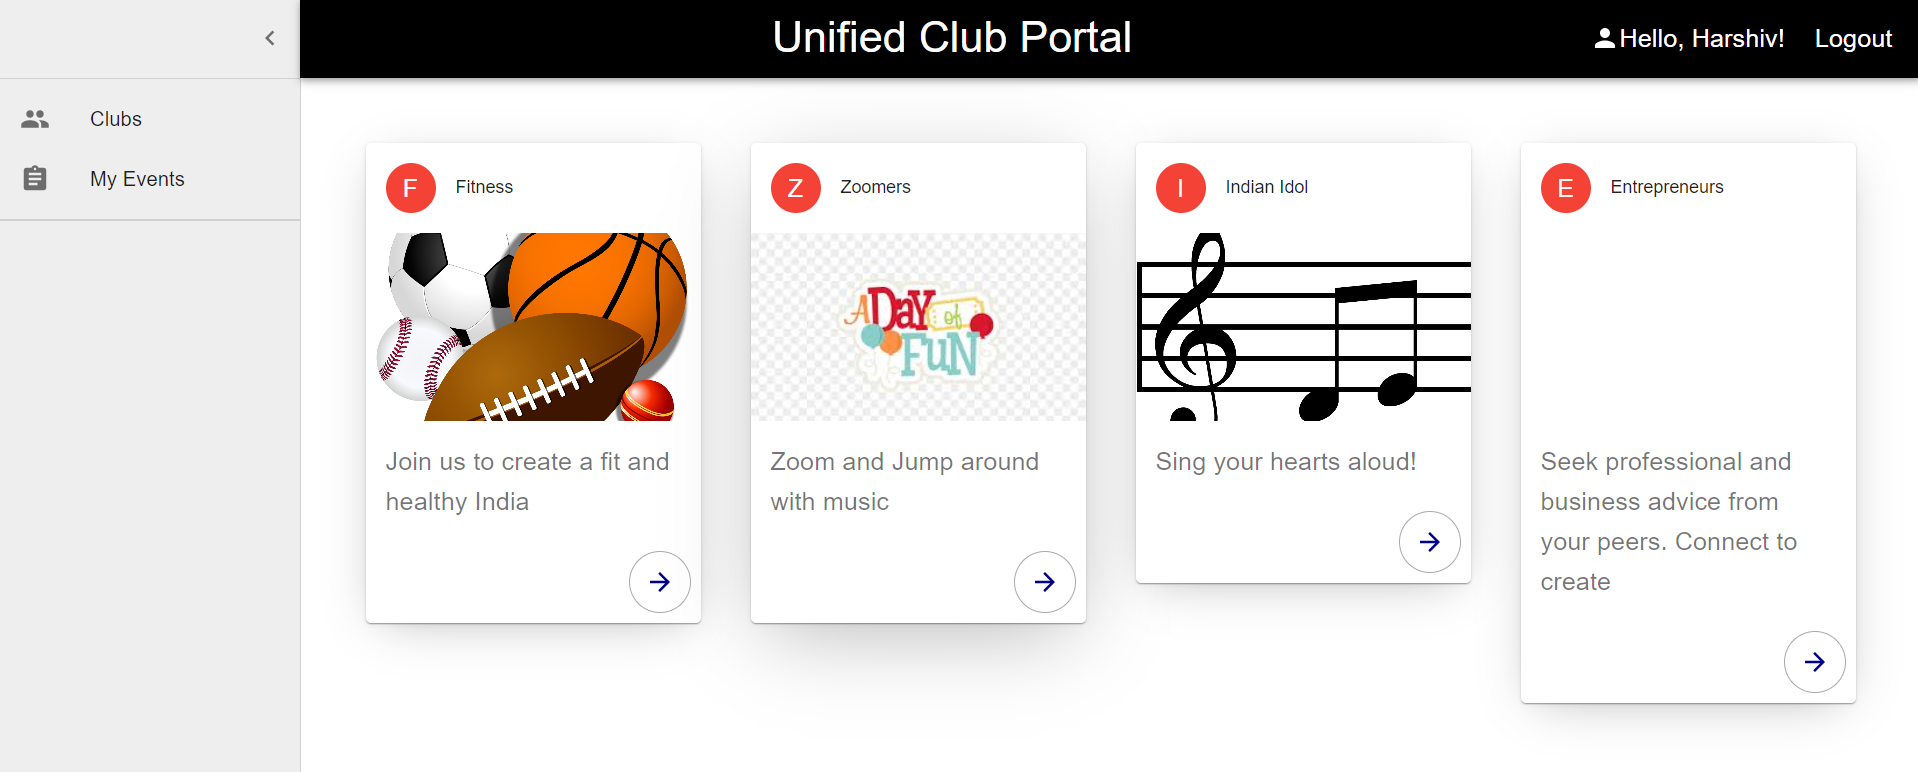 Unified Club Portal
Hello, Harshiv!
Logout
Clubs
My Events
F
Fitness
Join us to create a fit and
healthy India
Z
Zoomers
A DAY of
FUN
Zoom and Jump around
with music
I
Indian Idol
Sing your hearts aloud!
E
Entrepreneurs
Seek professional and
business advice from
your peers. Connect to
create